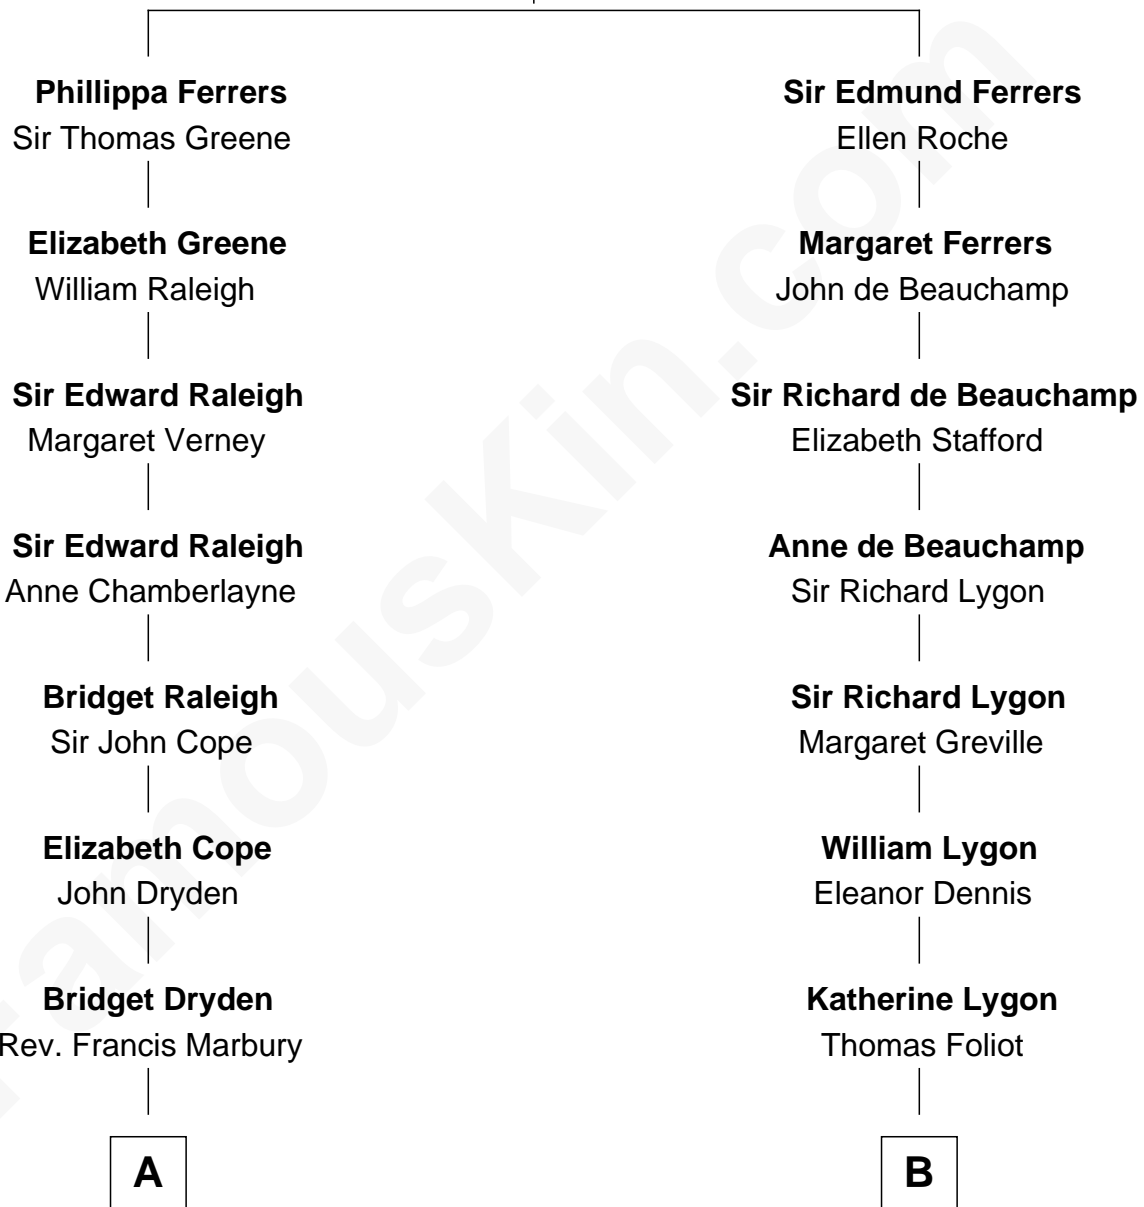 Phillippa Ferrers
Sir Thomas Greene
Elizabeth Greene
William Raleigh
Sir Edward Raleigh
Margaret Verney
Sir Edward Raleigh
Anne Chamberlayne
Bridget Raleigh
Sir John Cope
Elizabeth Cope
John Dryden
Bridget Dryden
Rev. Francis Marbury
A
Sir Edmund Ferrers
Ellen Roche
Margaret Ferrers
John de Beauchamp
Sir Richard de Beauchamp
Elizabeth Stafford
Anne de Beauchamp
Sir Richard Lygon
Sir Richard Lygon
Margaret Greville
William Lygon
Eleanor Dennis
Katherine Lygon
Thomas Foliot
B
FamousKin.com